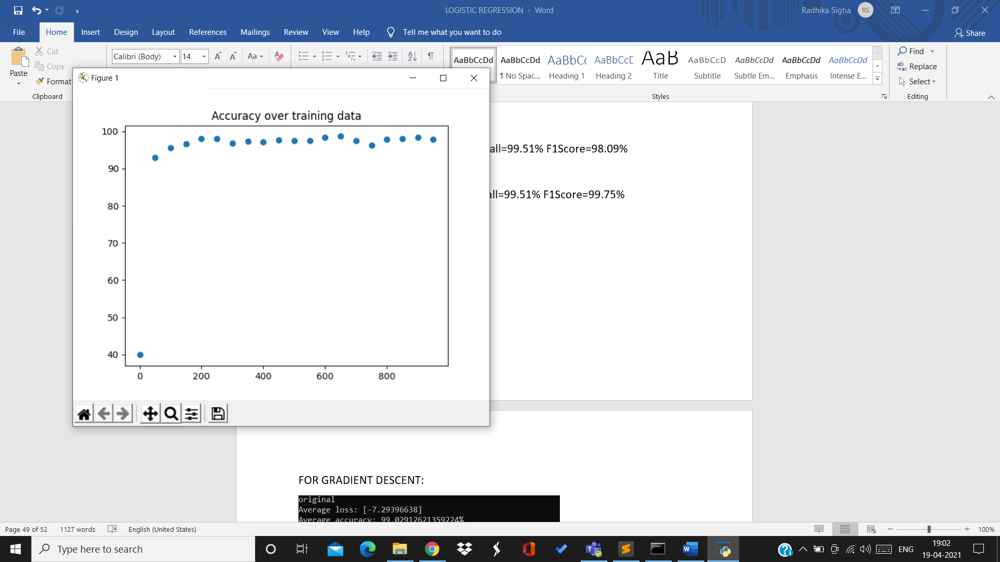 LOGISTIC REGRESSION - Word
Radhika Sigtia RS
File Home Insert Design Layout References Mailings Review View Help Tell me what you want to do Share
Paste
Cut
Copy
Format
Clipboard
Calibri (Body) 14
AaBbCcDd AaBbCcDd AaBbCc AaBbCcD AaB AaBbCcD AaBbCcDd AaBbCcDd AaBbCcDd
¶ No Spac... Heading 1 Heading 2 Title Subtitle Subtle Em... Emphasis Intense E...
Styles
Find
Replace
Select
Editing
Figure 1
Accuracy over training data
100
90
80
70
60
50
40
0 200 400 600 800
all=99.51% F1Score=98.09%
all=99.51% F1Score=99.75%
FOR GRADIENT DESCENT:
original
Average loss: [-7.29396638]
Average accuracy: 99.02912621359224%
Page 49 of 52 1127 words English (United States) 100%
Type here to search
ENG
19:02
19-04-2021